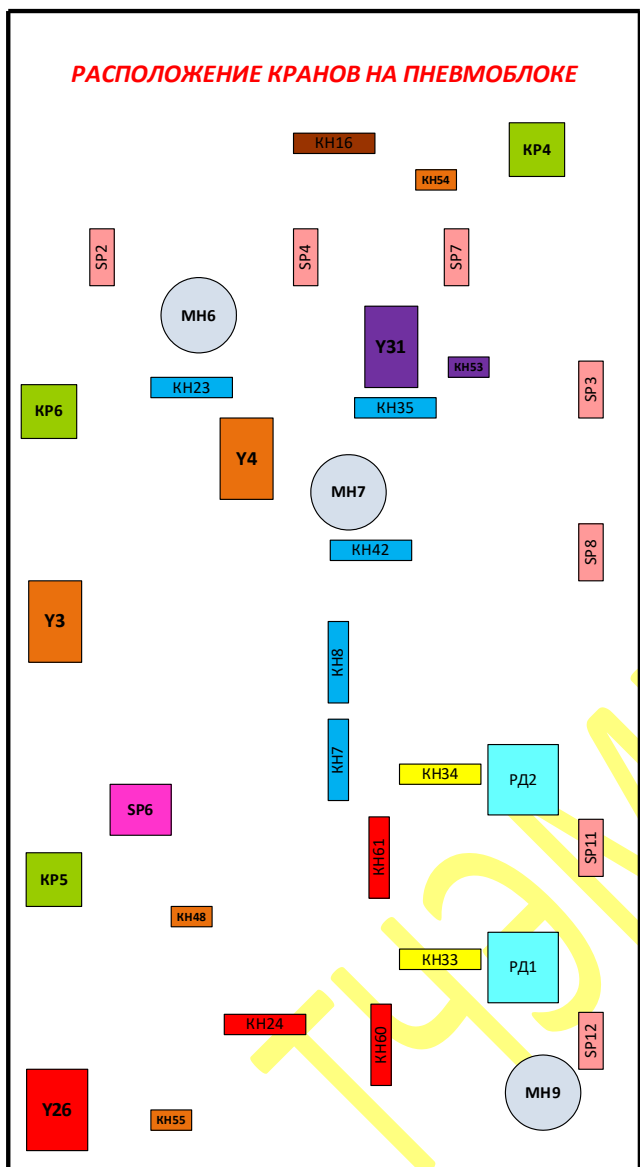 РАСПОЛОЖЕНИЕ КРАНОВ НА ПНЕВМОБЛОКЕ
КН16
КР4
КН54
SP2
SP4
SP7
МН6
Y31
КН53
SP3
КН23
КН35
КР6
Y4
МН7
КН42
SP8
Y3
КН8
КН7
КН34
РД2
SP6
КН61
SP11
КР5
КН48
КН33
РД1
КН24
КН60
SP12
Y26
МН9
КН55
ТЧЭМ